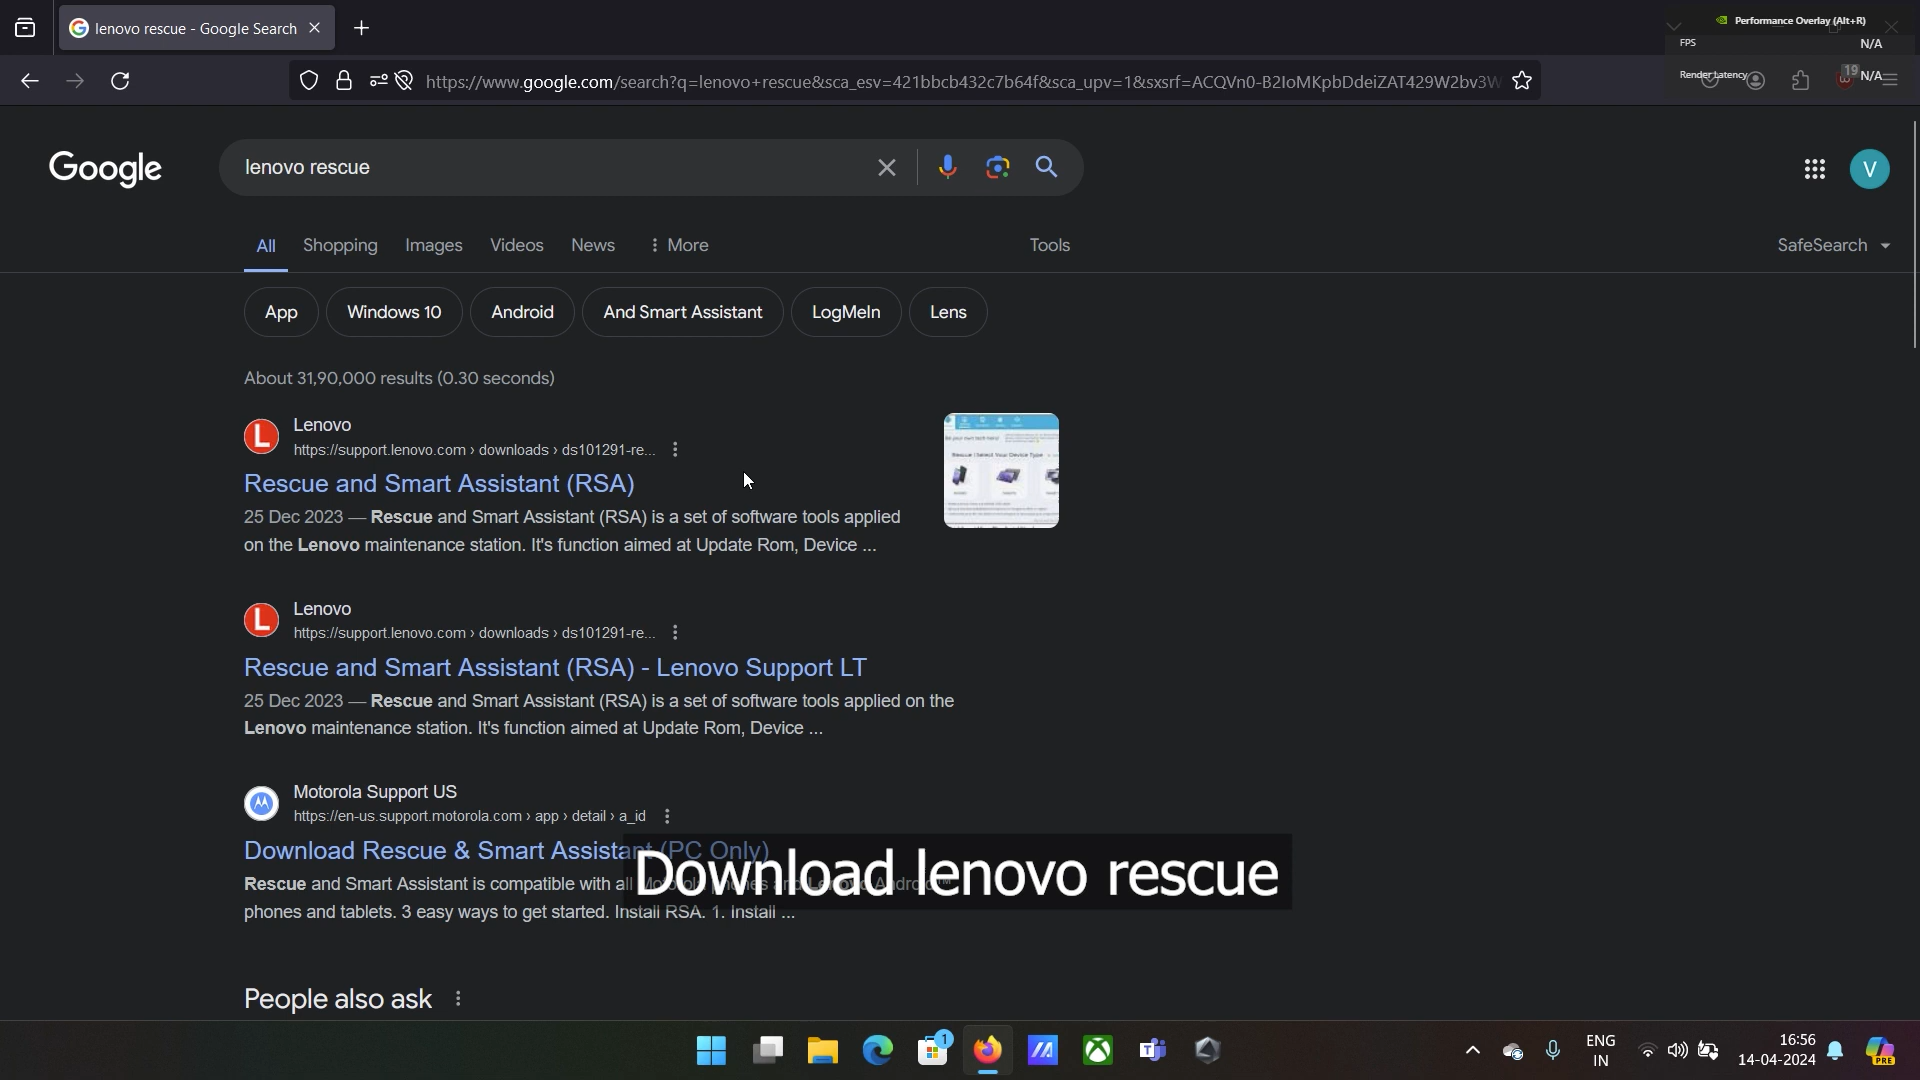 lenovo rescue - Google Search
Performance Overlay (Alt+R)
FPS N/A
Render Latency N/A
19
https://www.google.com/search?q=lenovo+rescue&sca_esv=421bbcb432c7b64f&sca_upv=1&sxsrf=ACQVn0-B2IoMKpbDdeiZAT429W2bv3W
Google
lenovo rescue
V
All Shopping Images Videos News More Tools SafeSearch
App Windows 10 Android And Smart Assistant LogMeIn Lens
About 31,90,000 results (0.30 seconds)
Lenovo
https://support.lenovo.com › downloads › ds101291-re...
Rescue and Smart Assistant (RSA)
25 Dec 2023 — Rescue and Smart Assistant (RSA) is a set of software tools applied
on the Lenovo maintenance station. It's function aimed at Update Rom, Device ...
Lenovo
https://support.lenovo.com › downloads › ds101291-re...
Rescue and Smart Assistant (RSA) - Lenovo Support LT
25 Dec 2023 — Rescue and Smart Assistant (RSA) is a set of software tools applied on the
Lenovo maintenance station. It's function aimed at Update Rom, Device ...
Motorola Support US
https://en-us.support.motorola.com › app › detail › a_id
Download Rescue & Smart Assistant (PC Only)
Download lenovo rescue
Rescue and Smart Assistant is compatible with all Motorola phones and Lenovo Android™
phones and tablets. 3 easy ways to get started. Install RSA. 1. Install ...
People also ask
1
ENG
IN
16:56
14-04-2024
PRE